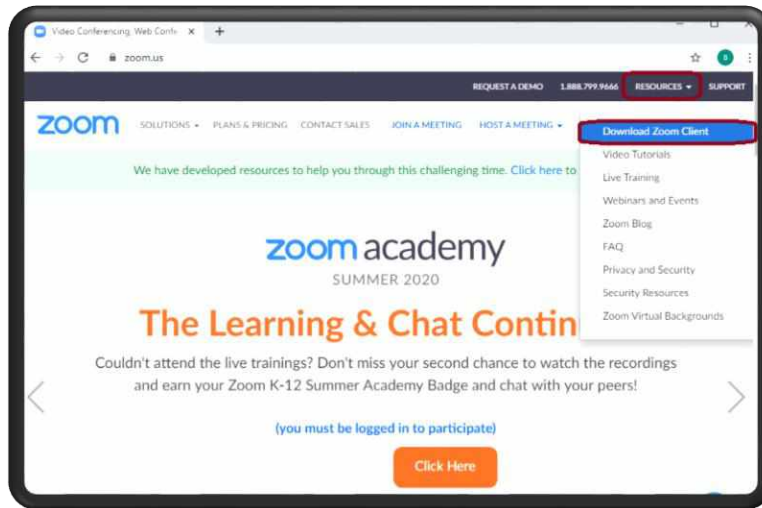 Video Conferencing, Web Confe
zoom.us
REQUEST A DEMO 1.888.799.9666 RESOURCES SUPPORT
zoom SOLUTIONS PLANS & PRICING CONTACT SALES JOIN A MEETING HOST A MEETING
Download Zoom Client
Video Tutorials
Live Training
Webinars and Events
Zoom Blog
FAQ
Privacy and Security
Security Resources
Zoom Virtual Backgrounds
We have developed resources to help you through this challenging time. Click here to
zoom academy
SUMMER 2020
The Learning & Chat Contin
Couldn't attend the live trainings? Don't miss your second chance to watch the recordings
and earn your Zoom K-12 Summer Academy Badge and chat with your peers!
(you must be logged in to participate)
Click Here